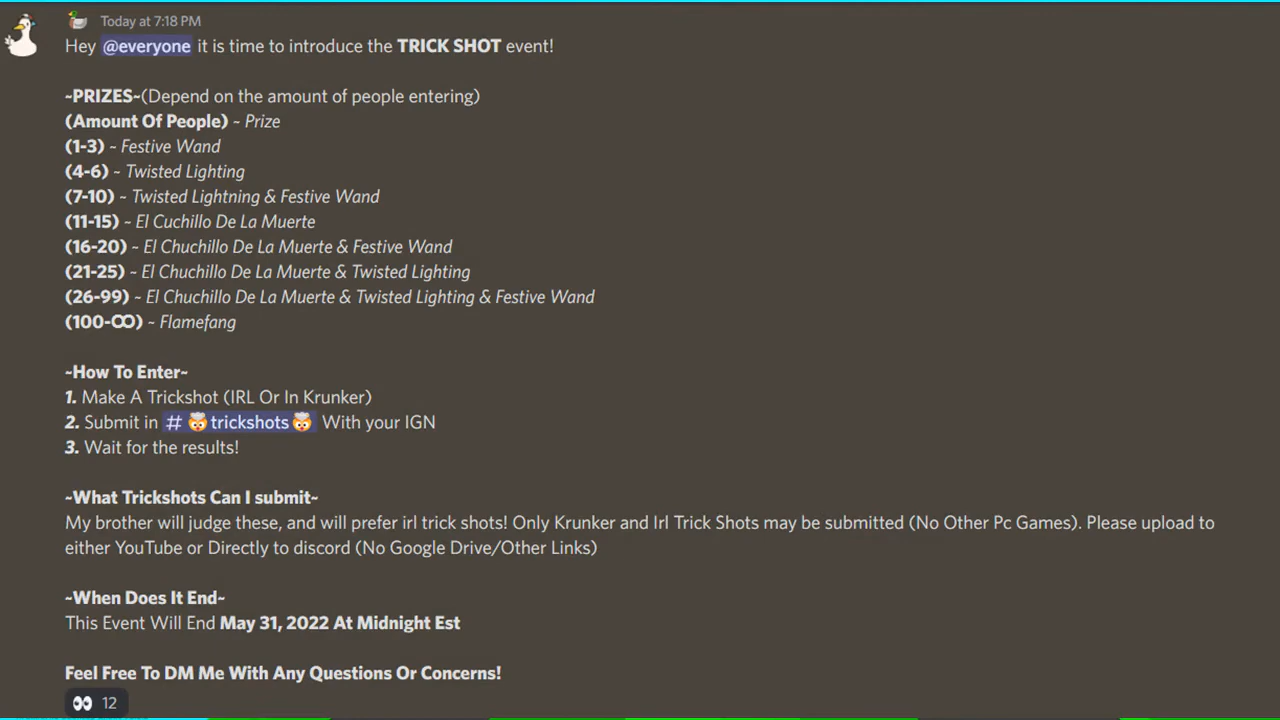 Today at 7:18 PM
Hey @everyone it is time to introduce the TRICK SHOT event!
~PRIZES~(Depend on the amount of people entering)
(Amount Of People) ~ Prize
(1-3) ~ Festive Wand
(4-6) ~ Twisted Lighting
(7-10) ~ Twisted Lightning & Festive Wand
(11-15) ~ El Cuchillo De La Muerte
(16-20) ~ El Chuchillo De La Muerte & Festive Wand
(21-25) ~ El Chuchillo De La Muerte & Twisted Lighting
(26-99) ~ El Chuchillo De La Muerte & Twisted Lighting & Festive Wand
(100-ꝏ) ~ Flamefang
~How To Enter~
1. Make A Trickshot (IRL Or In Krunker)
2. Submit in # 🤯trickshots🤯 With your IGN
3. Wait for the results!
~What Trickshots Can I submit~
My brother will judge these, and will prefer irl trick shots! Only Krunker and Irl Trick Shots may be submitted (No Other Pc Games). Please upload to
either YouTube or Directly to discord (No Google Drive/Other Links)
~When Does It End~
This Event Will End May 31, 2022 At Midnight Est
Feel Free To DM Me With Any Questions Or Concerns!
👀 12